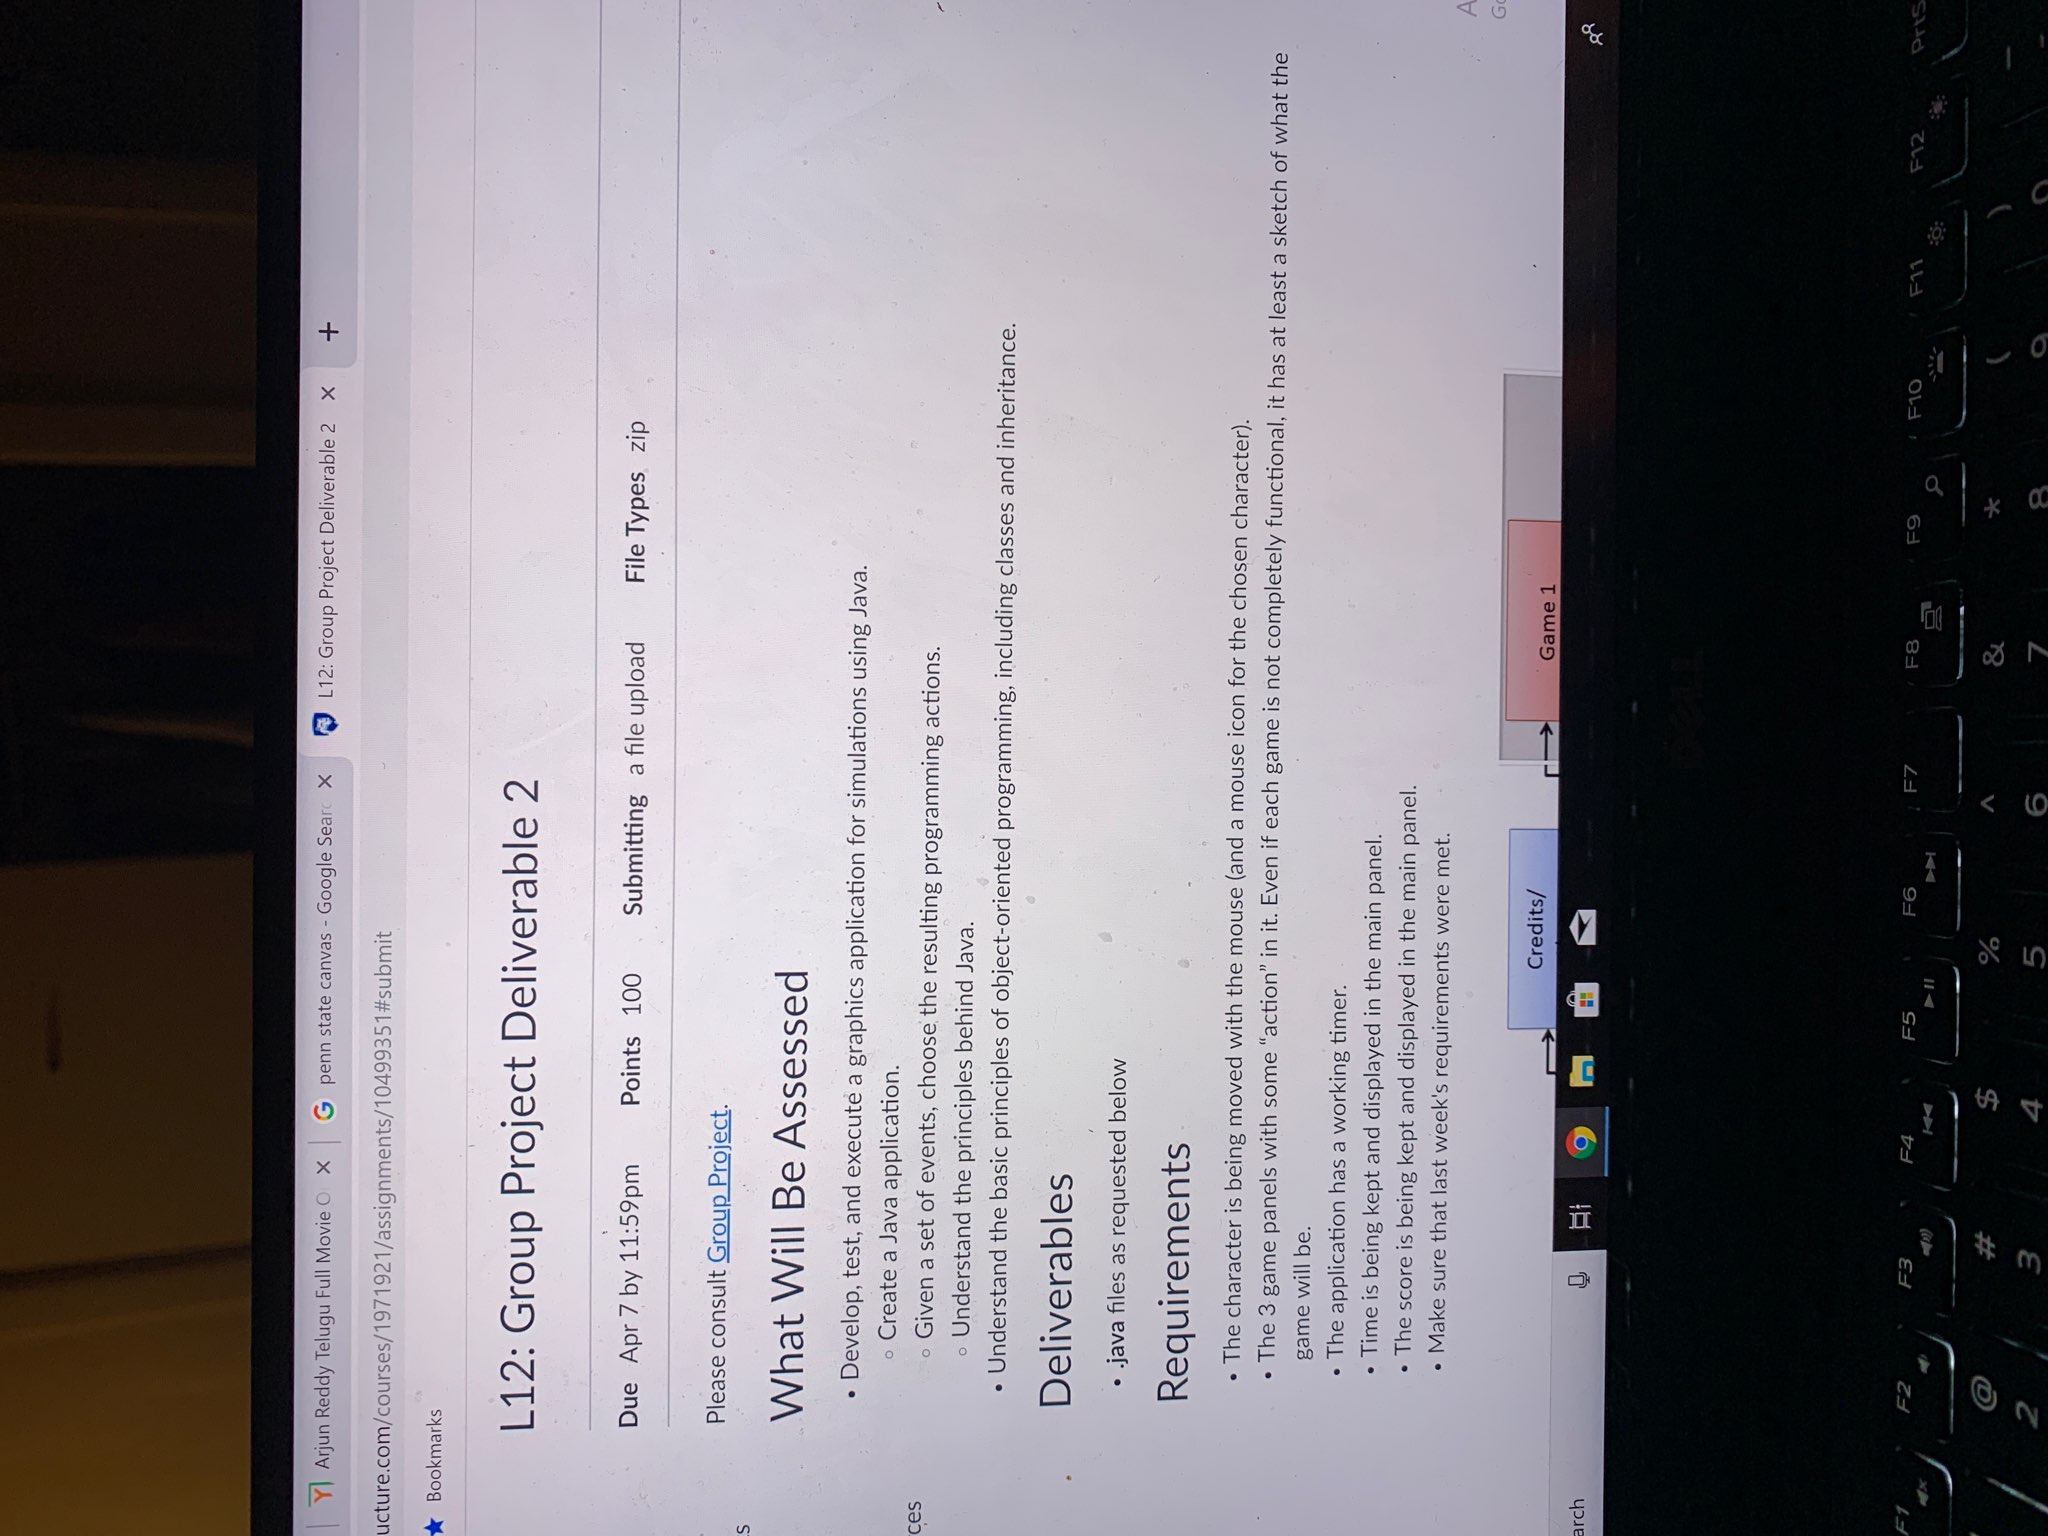 Arjun Reddy Telugu Full Movie O
penn state canvas - Google Searc
L12: Group Project Deliverable 2
ucture.com/courses/1971921/assignments/10499351#submit
Bookmarks
L12: Group Project Deliverable 2
Due Apr 7 by 11:59pm Points 100 Submitting a file upload File Types zip
Please consult Group Project.
s
What Will Be Assessed
• Develop, test, and execute a graphics application for simulations using Java.
◦ Create a Java application.
ces
◦ Given a set of events, choose the resulting programming actions.
◦ Understand the principles behind Java.
• Understand the basic principles of object-oriented programming, including classes and inheritance.
Deliverables
• .java files as requested below
Requirements
• The character is being moved with the mouse (and a mouse icon for the chosen character).
• The 3 game panels with some “action” in it. Even if each game is not completely functional, it has at least a sketch of what the
game will be.
• The application has a working timer.
• Time is being kept and displayed in the main panel.
• The score is being kept and displayed in the main panel.
• Make sure that last week's requirements were met.
A
Go
Credits/
Game 1
arch
DELL
F1 F2 F3 F4 F5 F6 F7 F8 F9 F10 F11 F12 PrtS
@ # $ % ^ & * ( ) _
2 3 4 5 6 7 8 9 0 -